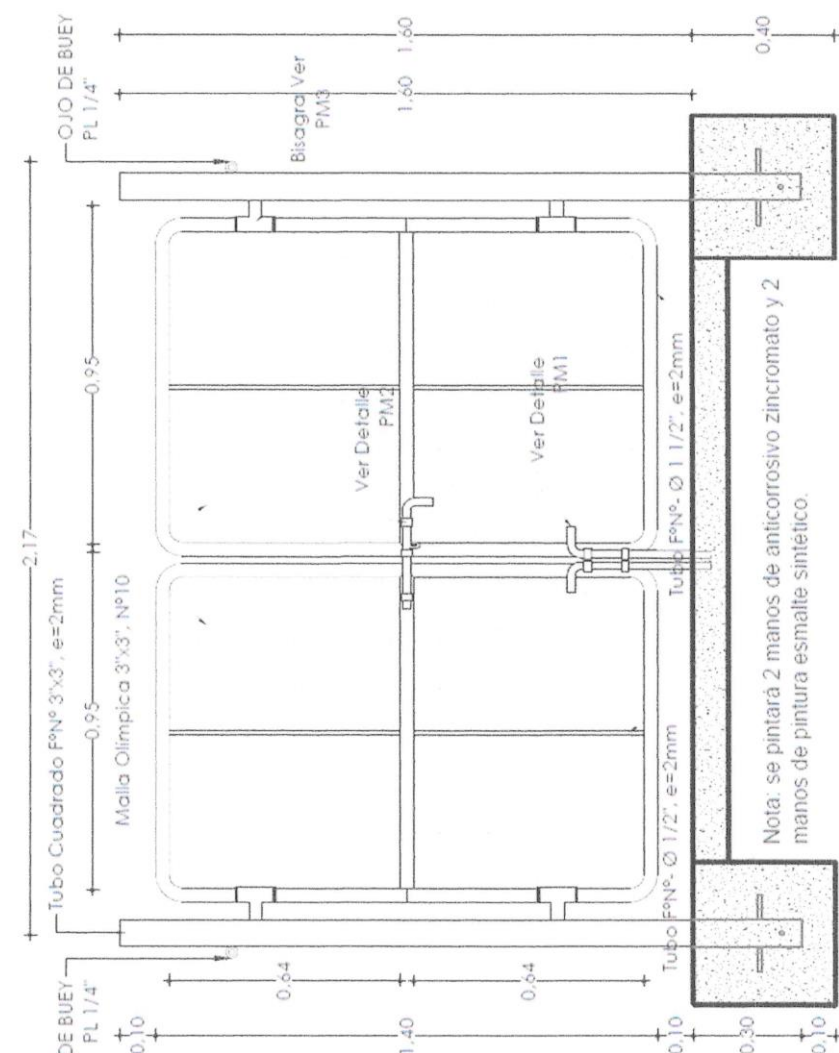 2.17
OJO DE BUEY
PL 1/4"
Tubo Cuadrado FºNº 3"x3", e=2mm
0.95
0.95
Malla Olímpica 3"x3", Nº10
Bisagra Ver
PM3
1.60
1.60
0.40
DE BUEY
PL 1/4"
0.10
1.40
0.10
0.30
0.10
0.64
0.64
Ver Detalle
PM2
Ver Detalle
PM1
Tubo FºNº- Ø 1/2", e=2mm
Tubo FºNº- Ø 1 1/2", e=2mm
Nota: se pintará 2 manos de anticorrosivo zincromato y 2
manos de pintura esmalte sintético.